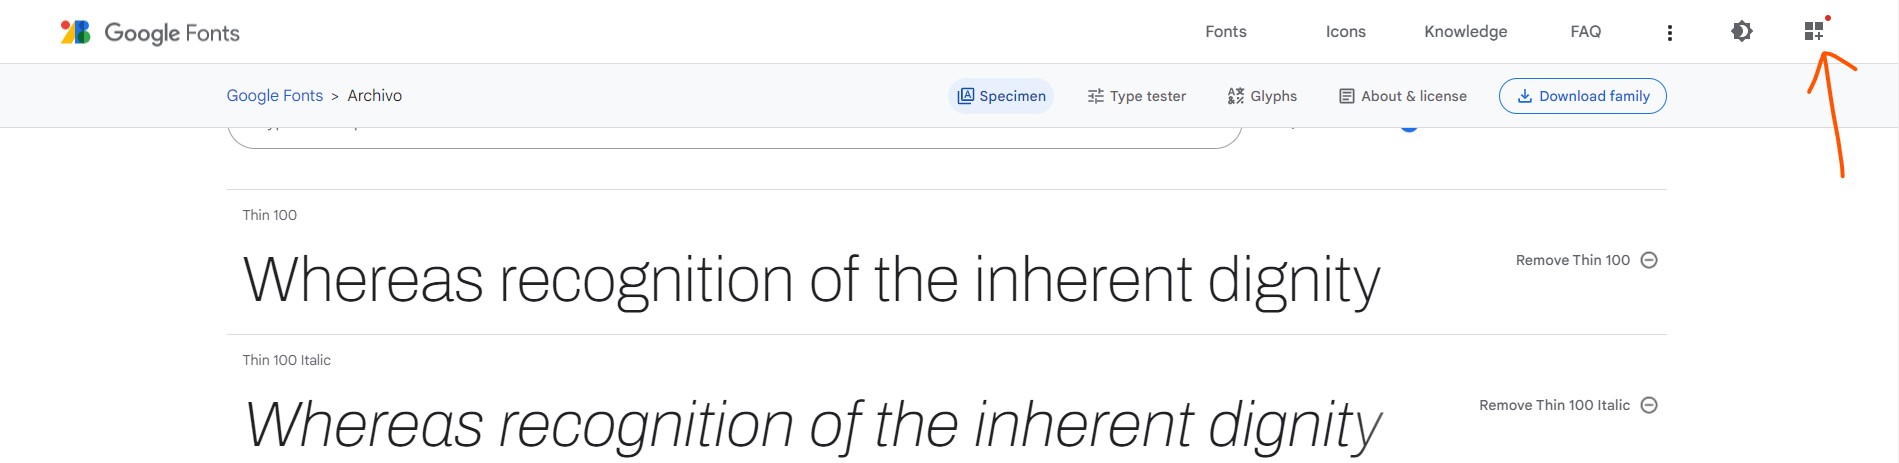 Google Fonts
Fonts Icons Knowledge FAQ
Google Fonts > Archivo
Specimen Type tester Glyphs About & license Download family
Thin 100
Whereas recognition of the inherent dignity
Remove Thin 100
Thin 100 Italic
Whereas recognition of the inherent dignity
Remove Thin 100 Italic